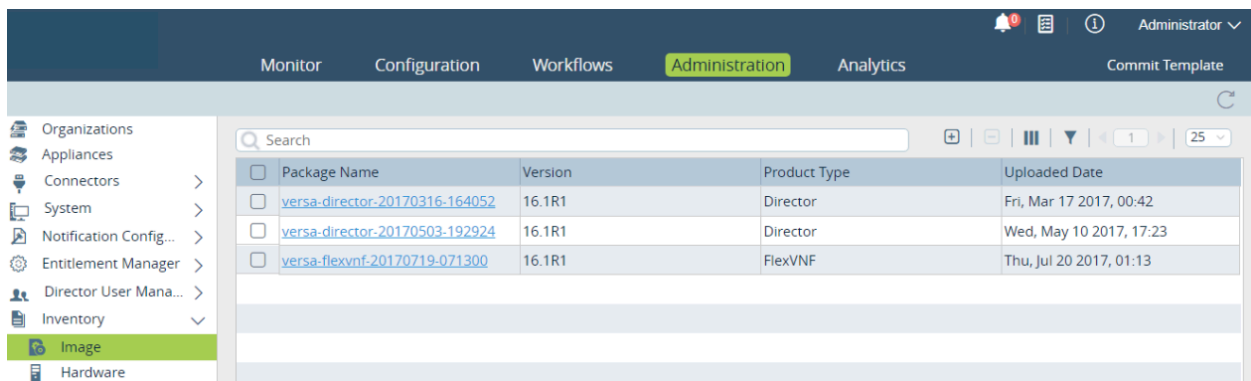 0
Administrator
Monitor Configuration Workflows Administration Analytics Commit Template
Organizations
Appliances
Connectors
System
Notification Config...
Entitlement Manager
Director User Mana...
Inventory
Image
Hardware
Search
1
25
Package Name Version Product Type Uploaded Date
versa-director-20170316-164052 16.1R1 Director Fri, Mar 17 2017, 00:42
versa-director-20170503-192924 16.1R1 Director Wed, May 10 2017, 17:23
versa-flexvnf-20170719-071300 16.1R1 FlexVNF Thu, Jul 20 2017, 01:13